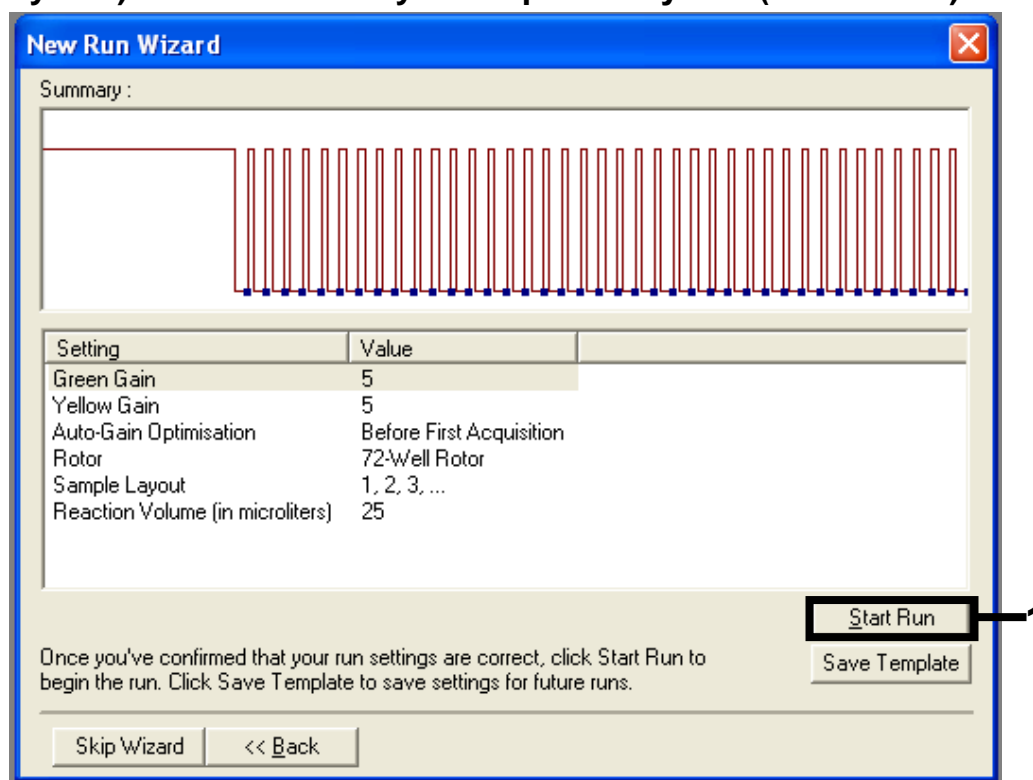 New Run Wizard
Summary :
Setting Value
Green Gain 5
Yellow Gain 5
Auto-Gain Optimisation Before First Acquisition
Rotor 72-Well Rotor
Sample Layout 1, 2, 3, ...
Reaction Volume (in microliters) 25
Start Run
Once you've confirmed that your run settings are correct, click Start Run to
begin the run. Click Save Template to save settings for future runs.
Save Template
Skip Wizard << Back